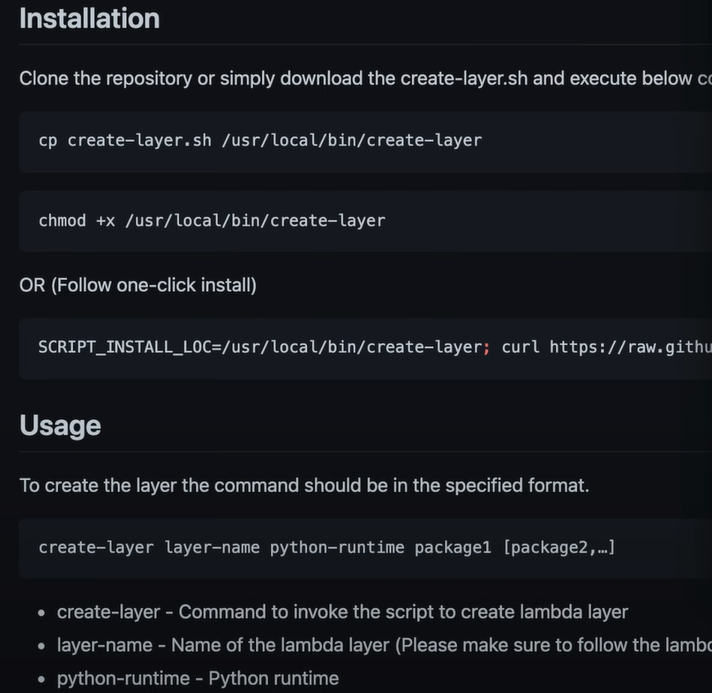 Installation
Clone the repository or simply download the create-layer.sh and execute below
cp create-layer.sh /usr/local/bin/create-layer
chmod +x /usr/local/bin/create-layer
OR (Follow one-click install)
SCRIPT_INSTALL_LOC=/usr/local/bin/create-layer; curl https://raw.githu
Usage
To create the layer the command should be in the specified format.
create-layer layer-name python-runtime package1 [package2,…]
• create-layer - Command to invoke the script to create lambda layer
• layer-name - Name of the lambda layer (Please make sure to follow the lambd
• python-runtime - Python runtime